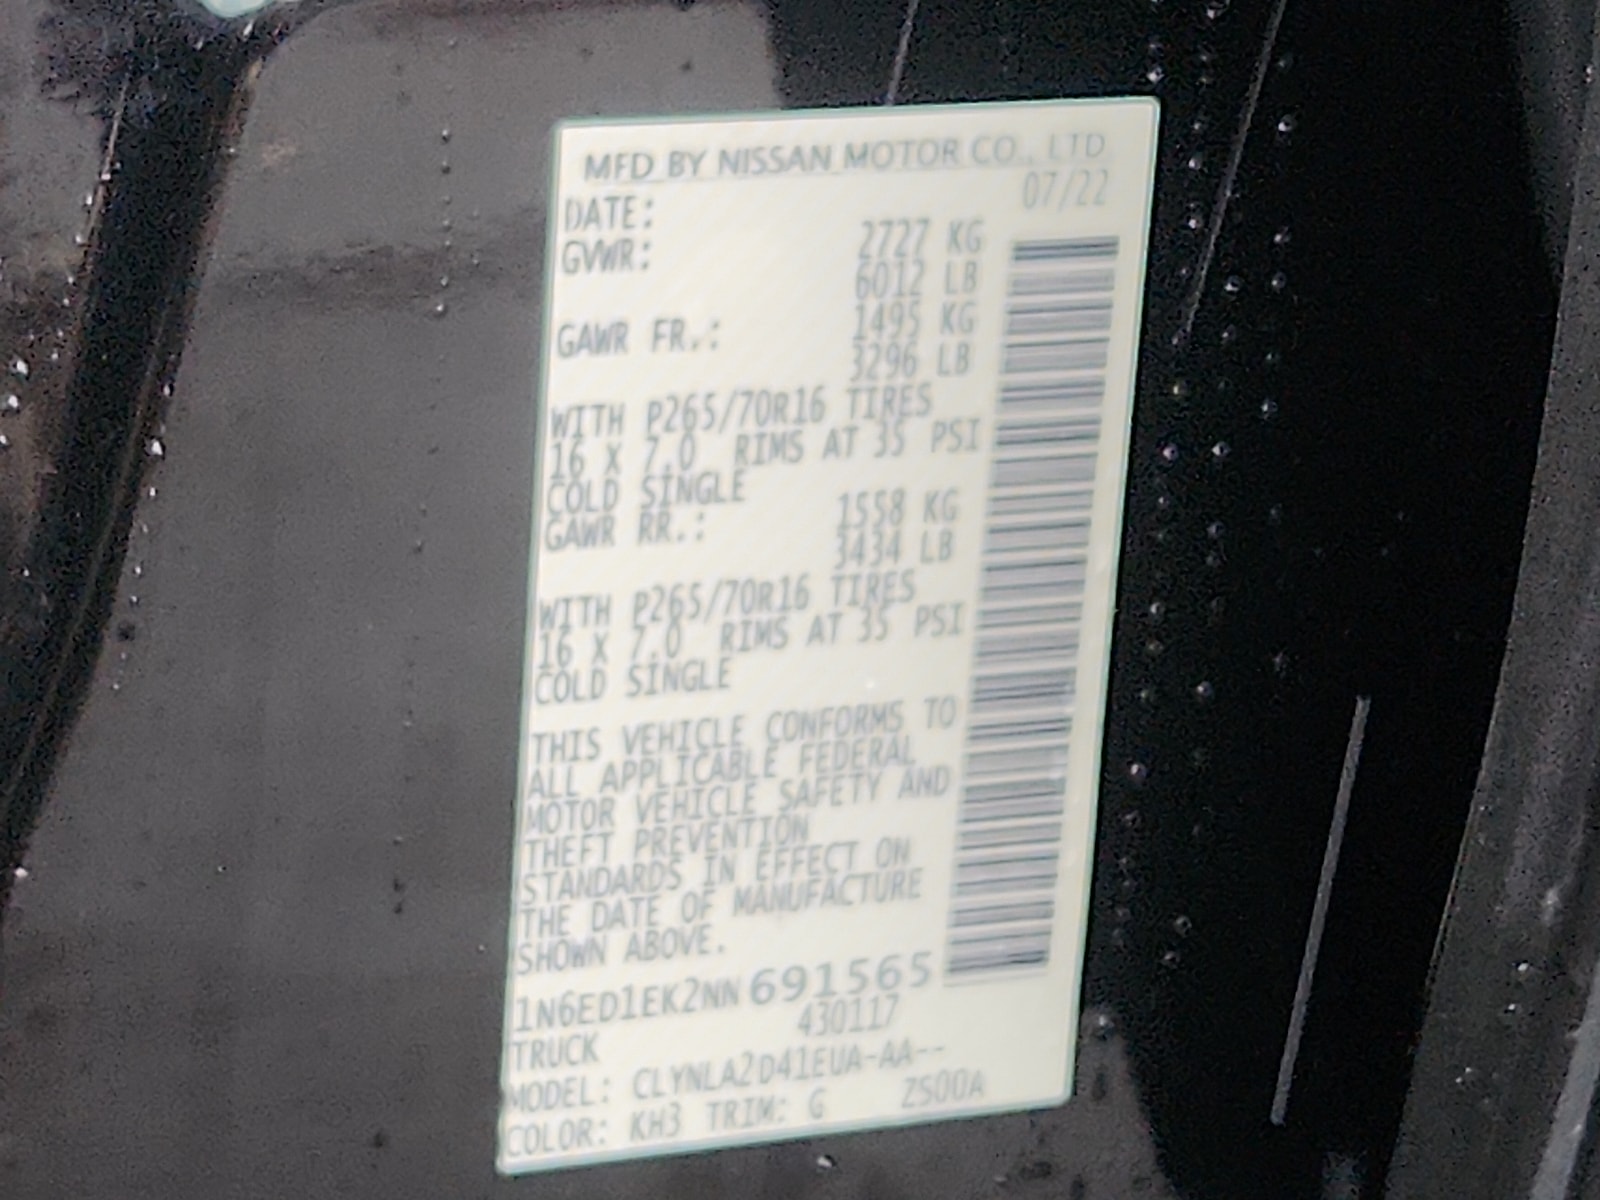 MFD BY NISSAN MOTOR CO., LTD
DATE: 07/22
GVWR: 2727 KG
6012 LB
GAWR FR.: 1495 KG
3296 LB
WITH P265/70R16 TIRES
16 X 7.0 RIMS AT 35 PSI
COLD SINGLE
GAWR RR.: 1558 KG
3434 LB
WITH P265/70R16 TIRES
16 X 7.0 RIMS AT 35 PSI
COLD SINGLE
THIS VEHICLE CONFORMS TO
ALL APPLICABLE FEDERAL
MOTOR VEHICLE SAFETY AND
THEFT PREVENTION
STANDARDS IN EFFECT ON
THE DATE OF MANUFACTURE
SHOWN ABOVE.
1N6ED1EK2NN691565
TRUCK 430117
MODEL: CLYNLA2D41EUA-AA--
COLOR: KH3 TRIM: G ZS00A